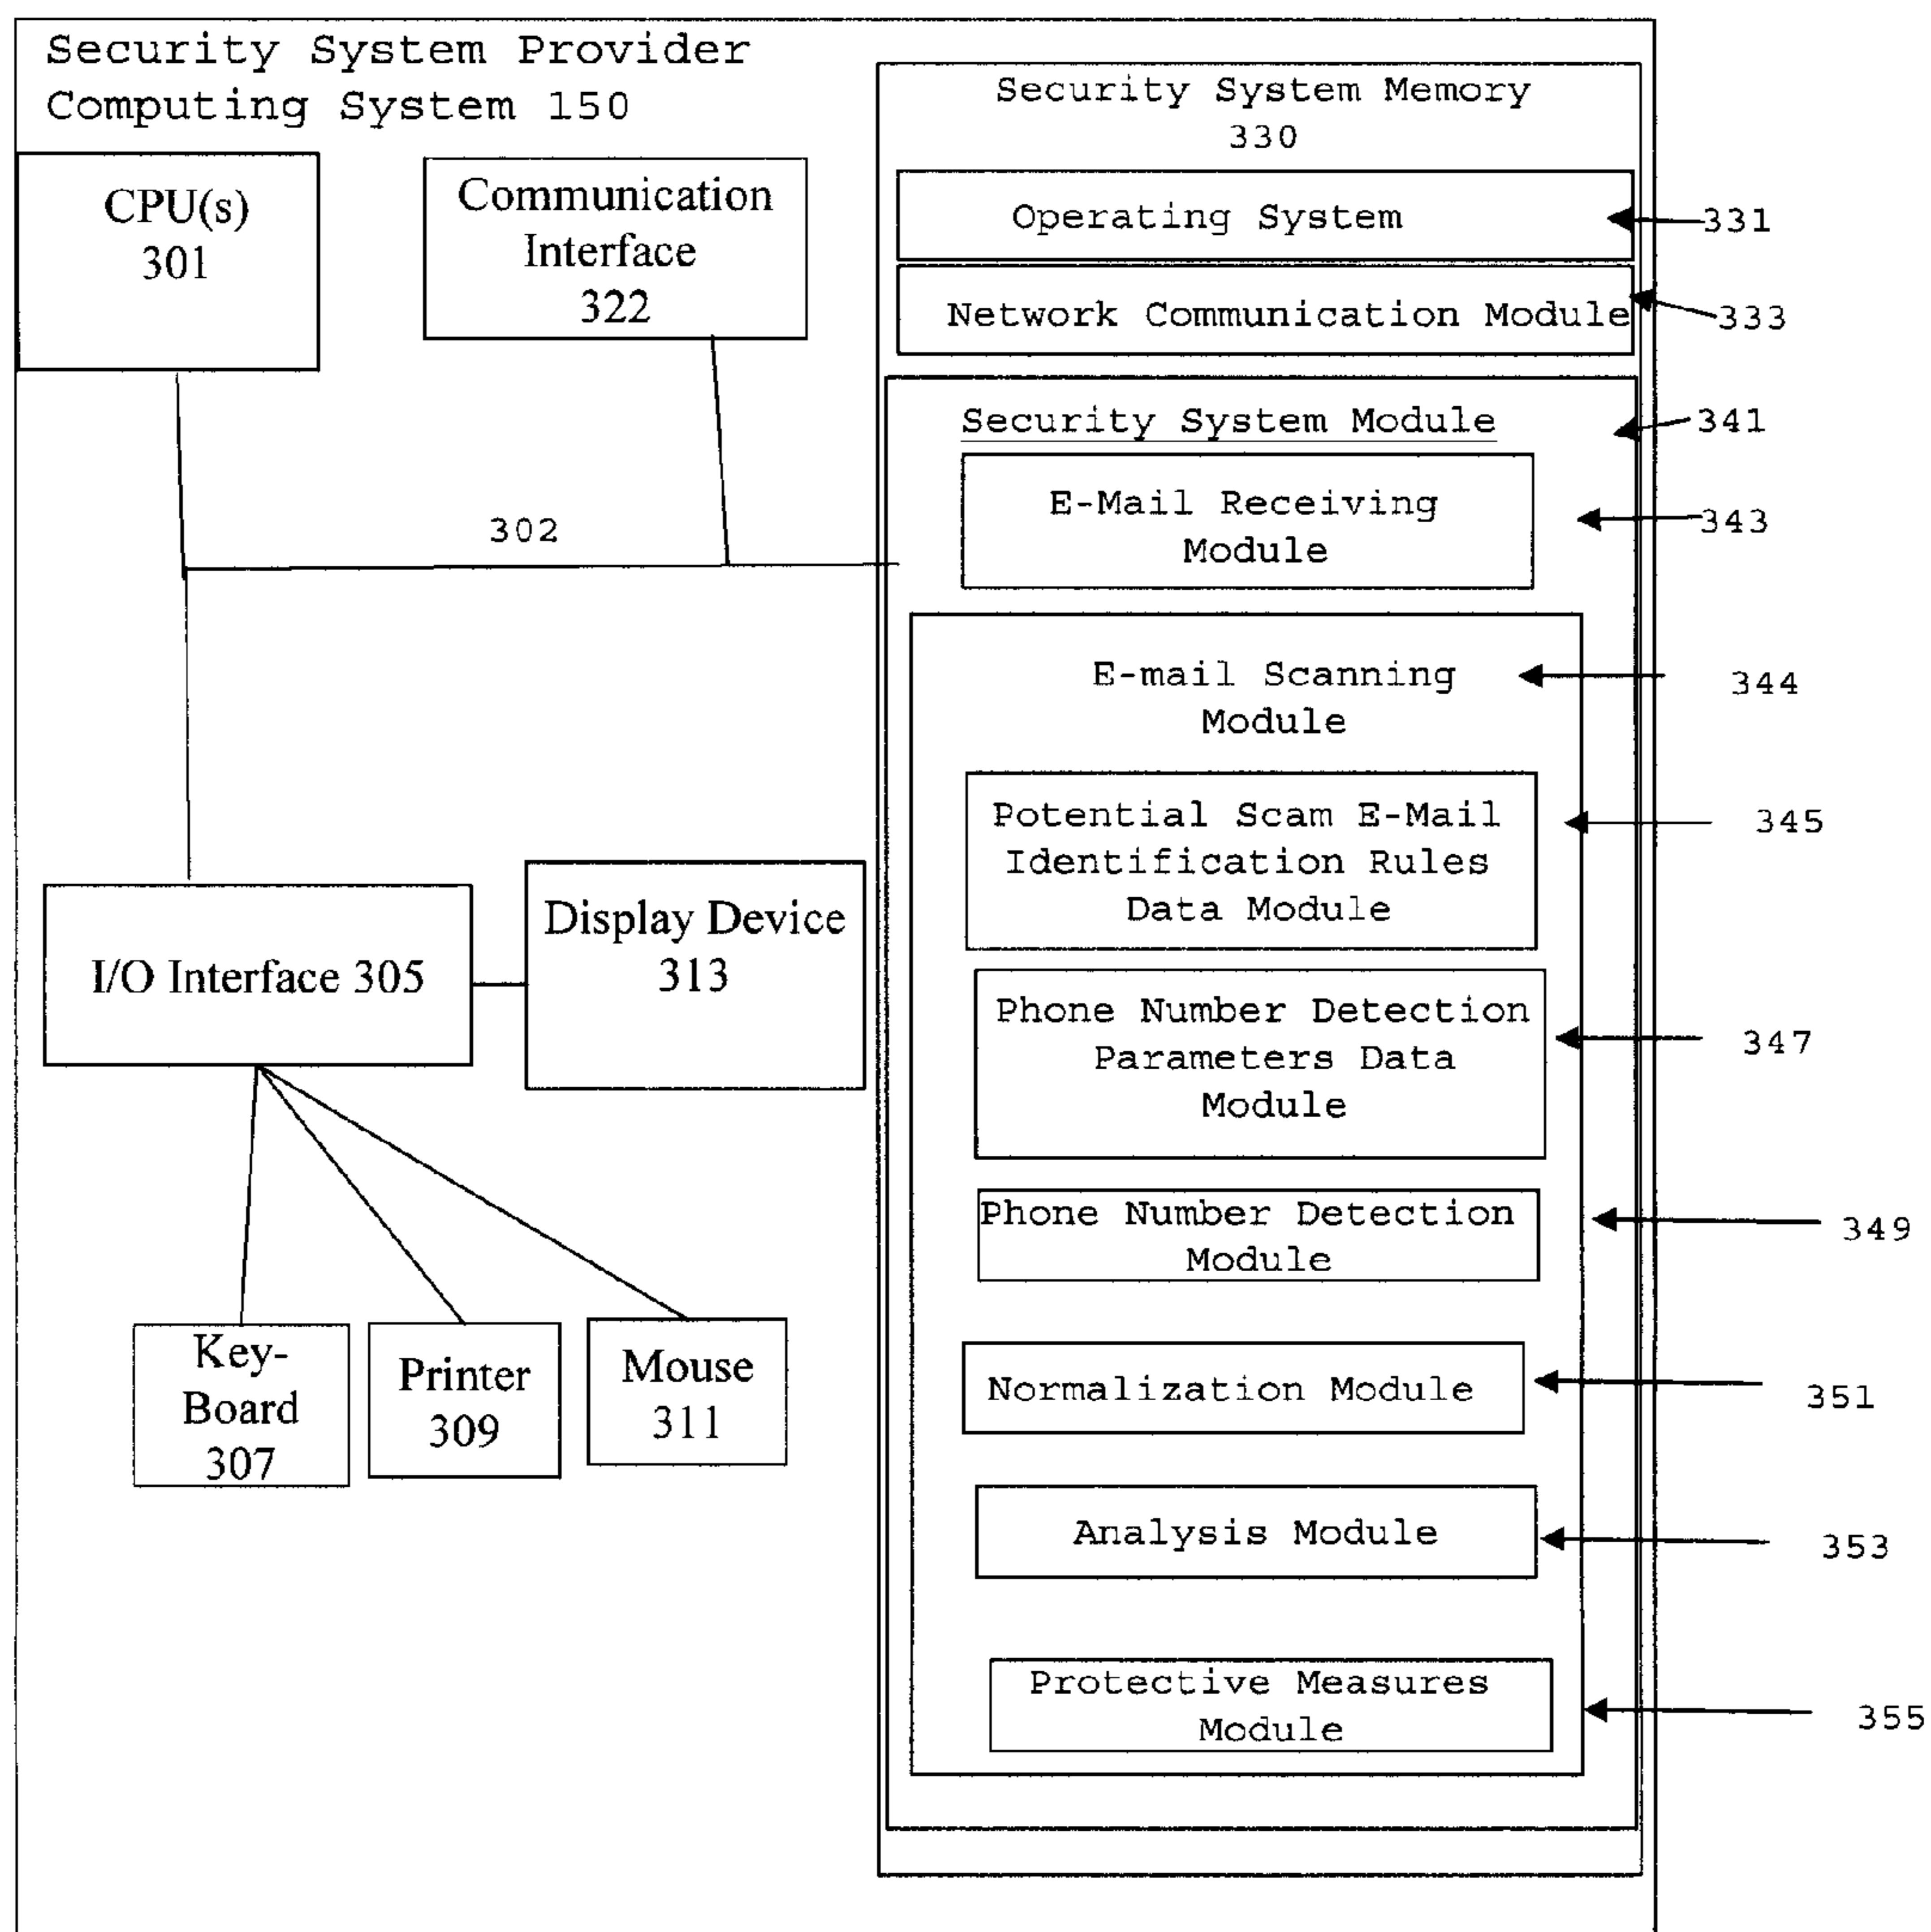 Security System Provider
Computing System 150
CPU(s)
301
Communication
Interface
322
302
I/O Interface 305
Display Device
313
Key-
Board
307
Printer
309
Mouse
311
Security System Memory
330
Operating System
331
Network Communication Module
333
Security System Module
341
E-Mail Receiving
Module
343
E-mail Scanning
Module
344
Potential Scam E-Mail
Identification Rules
Data Module
345
Phone Number Detection
Parameters Data
Module
347
Phone Number Detection
Module
349
Normalization Module
351
Analysis Module
353
Protective Measures
Module
355